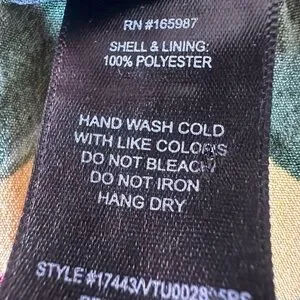 RN #165987
SHELL & LINING:
100% POLYESTER
HAND WASH COLD
WITH LIKE COLORS
DO NOT BLEACH
DO NOT IRON
HANG DRY
STYLE